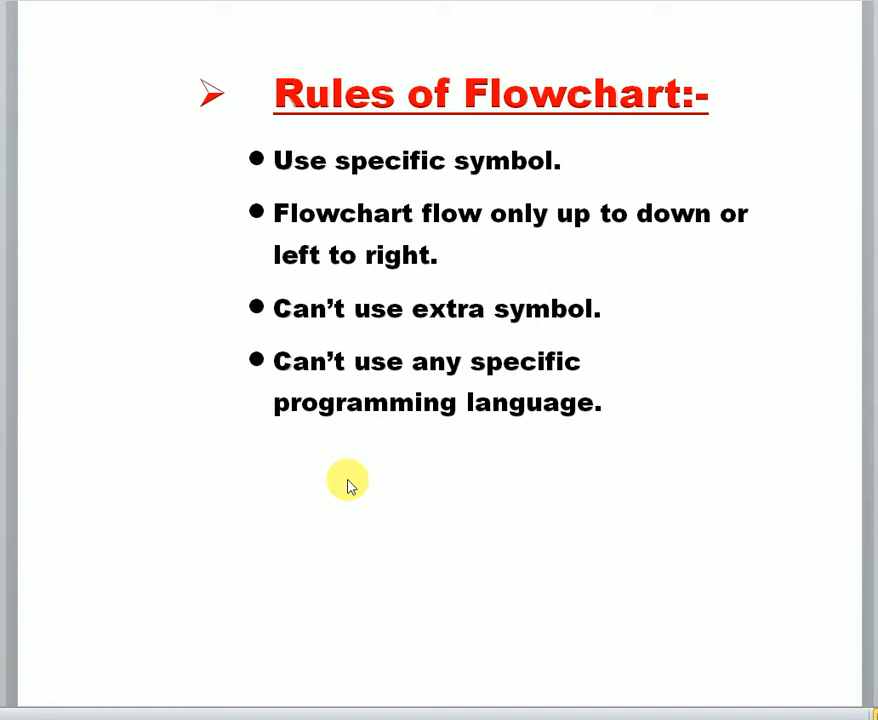 Rules of Flowchart:-
Use specific symbol.
Flowchart flow only up to down or
left to right.
Can’t use extra symbol.
Can’t use any specific
programming language.